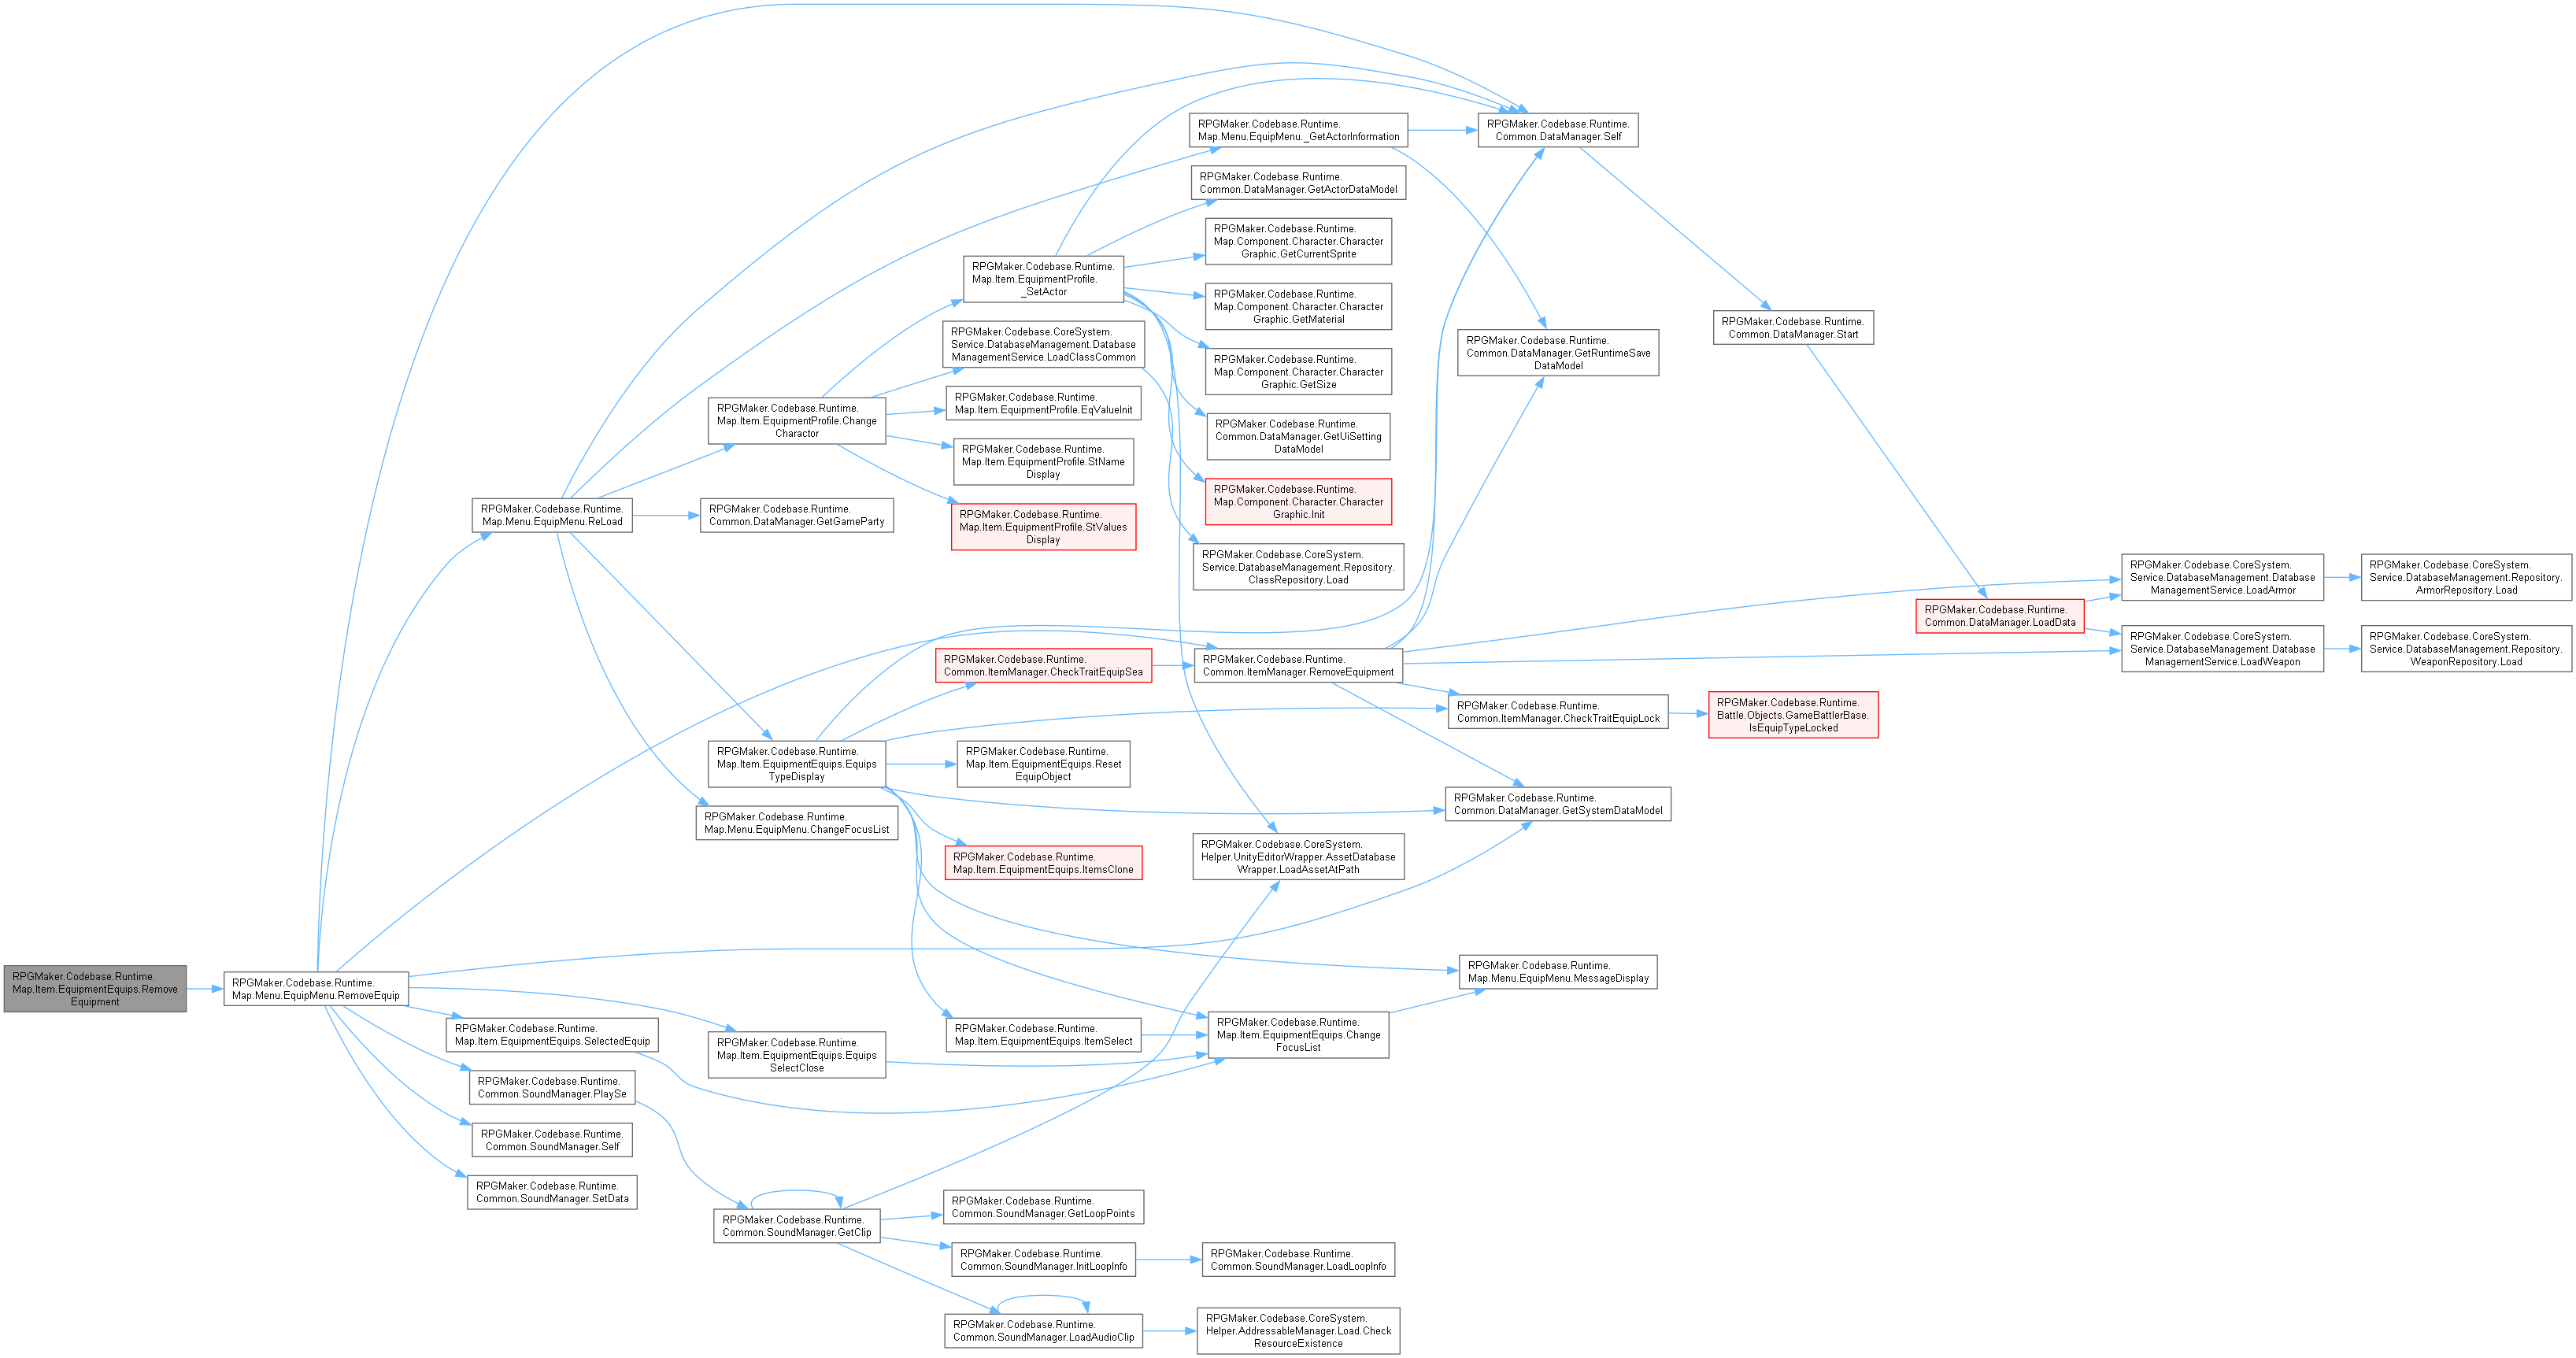 RPGMaker.Codebase.Runtime.
Map.Item.EquipmentEquips.Remove
Equipment
RPGMaker.Codebase.Runtime.
Map.Menu.EquipMenu.RemoveEquip
RPGMaker.Codebase.Runtime.
Map.Menu.EquipMenu.ReLoad
RPGMaker.Codebase.Runtime.
Map.Item.EquipmentEquips.SelectedEquip
RPGMaker.Codebase.Runtime.
Common.SoundManager.PlaySe
RPGMaker.Codebase.Runtime.
Common.SoundManager.Self
RPGMaker.Codebase.Runtime.
Common.SoundManager.SetData
RPGMaker.Codebase.Runtime.
Map.Item.EquipmentProfile.Change
Charactor
RPGMaker.Codebase.Runtime.
Common.DataManager.GetGameParty
RPGMaker.Codebase.Runtime.
Map.Item.EquipmentEquips.Equips
TypeDisplay
RPGMaker.Codebase.Runtime.
Map.Menu.EquipMenu.ChangeFocusList
RPGMaker.Codebase.Runtime.
Map.Item.EquipmentEquips.Equips
SelectClose
RPGMaker.Codebase.Runtime.
Common.SoundManager.GetClip
RPGMaker.Codebase.Runtime.
Map.Item.EquipmentProfile.
_SetActor
RPGMaker.Codebase.CoreSystem.
Service.DatabaseManagement.Database
ManagementService.LoadClassCommon
RPGMaker.Codebase.Runtime.
Map.Item.EquipmentProfile.EqValueInit
RPGMaker.Codebase.Runtime.
Map.Item.EquipmentProfile.StName
Display
RPGMaker.Codebase.Runtime.
Map.Item.EquipmentProfile.StValues
Display
RPGMaker.Codebase.Runtime.
Common.ItemManager.CheckTraitEquipSea
RPGMaker.Codebase.Runtime.
Map.Item.EquipmentEquips.Reset
EquipObject
RPGMaker.Codebase.Runtime.
Map.Item.EquipmentEquips.ItemsClone
RPGMaker.Codebase.Runtime.
Map.Item.EquipmentEquips.ItemSelect
RPGMaker.Codebase.Runtime.
Common.SoundManager.GetLoopPoints
RPGMaker.Codebase.Runtime.
Common.SoundManager.InitLoopInfo
RPGMaker.Codebase.Runtime.
Common.SoundManager.LoadAudioClip
RPGMaker.Codebase.Runtime.
Map.Menu.EquipMenu._GetActorInformation
RPGMaker.Codebase.Runtime.
Common.DataManager.GetActorDataModel
RPGMaker.Codebase.Runtime.
Map.Component.Character.Character
Graphic.GetCurrentSprite
RPGMaker.Codebase.Runtime.
Map.Component.Character.Character
Graphic.GetMaterial
RPGMaker.Codebase.Runtime.
Map.Component.Character.Character
Graphic.GetSize
RPGMaker.Codebase.Runtime.
Common.DataManager.GetUiSetting
DataModel
RPGMaker.Codebase.Runtime.
Map.Component.Character.Character
Graphic.Init
RPGMaker.Codebase.CoreSystem.
Service.DatabaseManagement.Repository.
ClassRepository.Load
RPGMaker.Codebase.Runtime.
Common.ItemManager.RemoveEquipment
RPGMaker.Codebase.CoreSystem.
Helper.UnityEditorWrapper.AssetDatabase
Wrapper.LoadAssetAtPath
RPGMaker.Codebase.Runtime.
Map.Item.EquipmentEquips.Change
FocusList
RPGMaker.Codebase.Runtime.
Common.SoundManager.LoadLoopInfo
RPGMaker.Codebase.CoreSystem.
Helper.AddressableManager.Load.Check
ResourceExistence
RPGMaker.Codebase.Runtime.
Common.DataManager.Self
RPGMaker.Codebase.Runtime.
Common.DataManager.GetRuntimeSave
DataModel
RPGMaker.Codebase.Runtime.
Common.ItemManager.CheckTraitEquipLock
RPGMaker.Codebase.Runtime.
Common.DataManager.GetSystemDataModel
RPGMaker.Codebase.Runtime.
Map.Menu.EquipMenu.MessageDisplay
RPGMaker.Codebase.Runtime.
Common.DataManager.Start
RPGMaker.Codebase.Runtime.
Battle.Objects.GameBattlerBase.
IsEquipTypeLocked
RPGMaker.Codebase.Runtime.
Common.DataManager.LoadData
RPGMaker.Codebase.CoreSystem.
Service.DatabaseManagement.Database
ManagementService.LoadArmor
RPGMaker.Codebase.CoreSystem.
Service.DatabaseManagement.Database
ManagementService.LoadWeapon
RPGMaker.Codebase.CoreSystem.
Service.DatabaseManagement.Repository.
ArmorRepository.Load
RPGMaker.Codebase.CoreSystem.
Service.DatabaseManagement.Repository.
WeaponRepository.Load